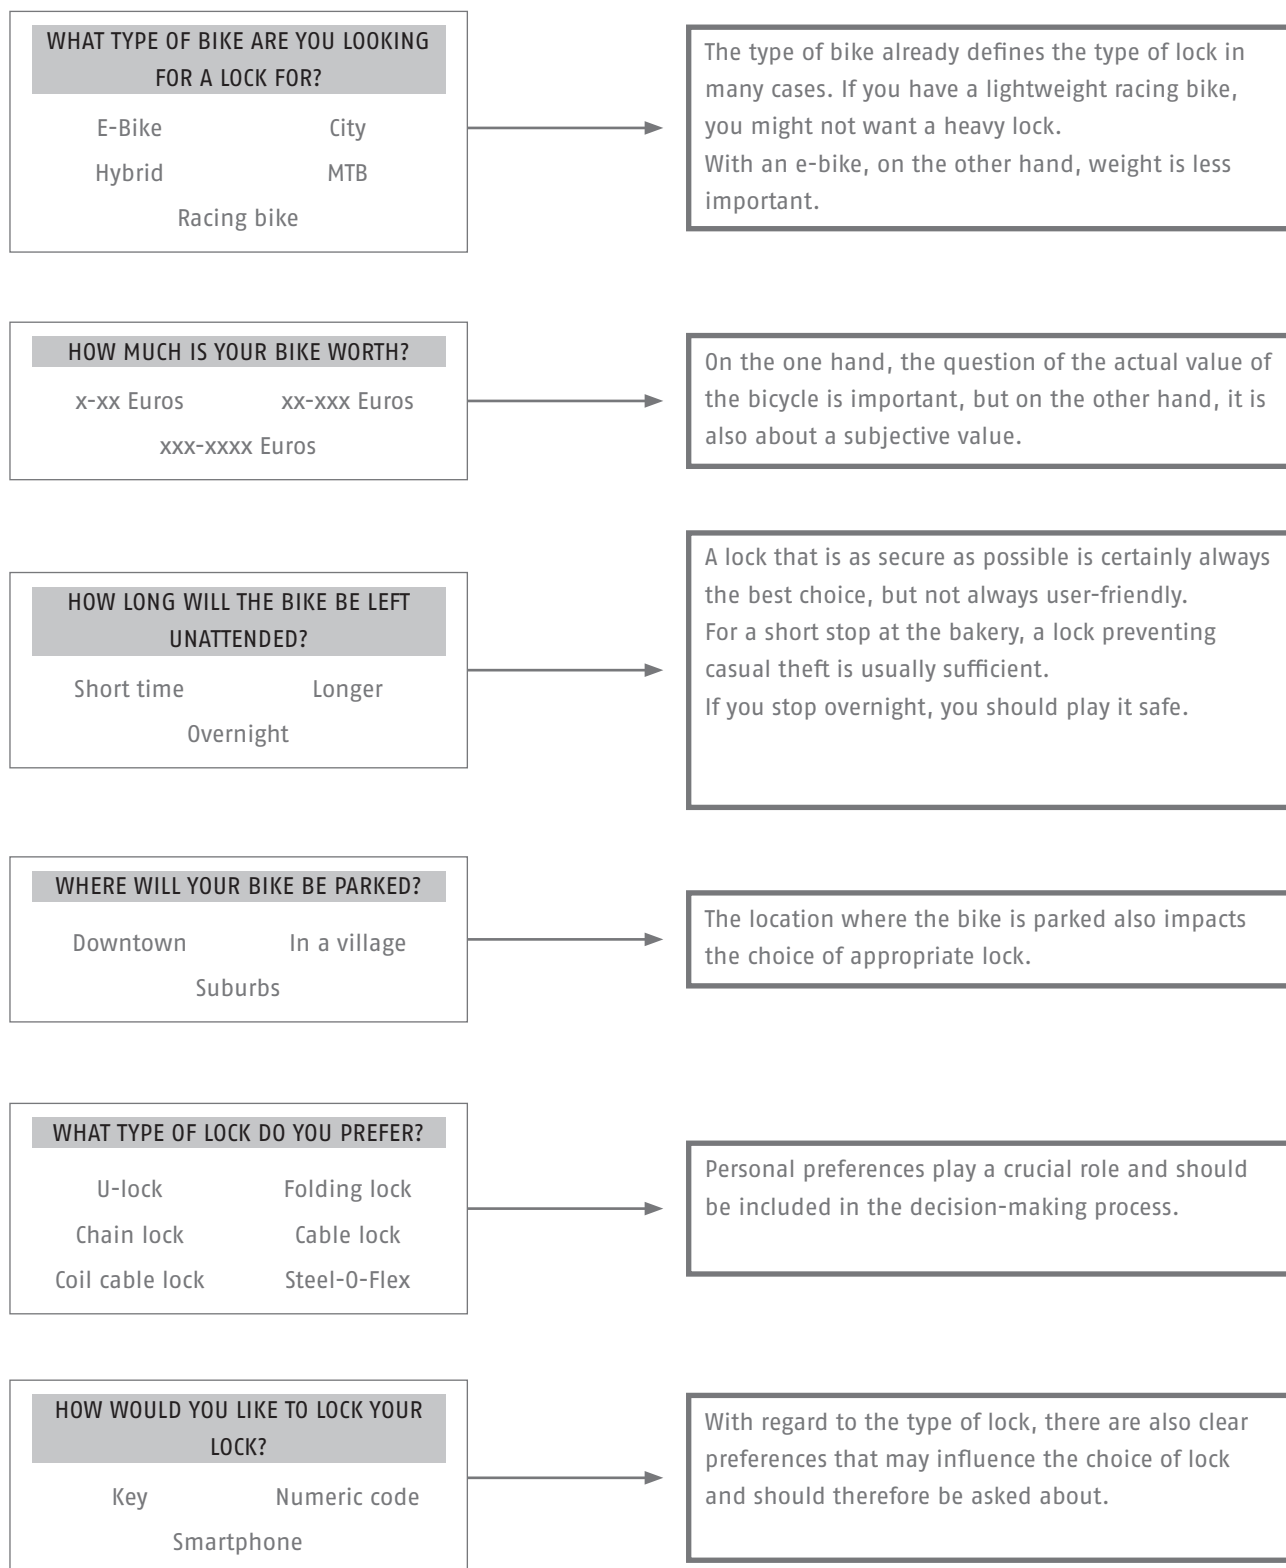 WHAT TYPE OF BIKE ARE YOU LOOKING
FOR A LOCK FOR?
E-Bike City
Hybrid MTB
Racing bike
The type of bike already defines the type of lock in
many cases. If you have a lightweight racing bike,
you might not want a heavy lock.
With an e-bike, on the other hand, weight is less
important.
HOW MUCH IS YOUR BIKE WORTH?
x-xx Euros xx-xxx Euros
xxx-xxxx Euros
On the one hand, the question of the actual value of
the bicycle is important, but on the other hand, it is
also about a subjective value.
HOW LONG WILL THE BIKE BE LEFT
UNATTENDED?
Short time Longer
Overnight
A lock that is as secure as possible is certainly always
the best choice, but not always user-friendly.
For a short stop at the bakery, a lock preventing
casual theft is usually sufficient.
If you stop overnight, you should play it safe.
WHERE WILL YOUR BIKE BE PARKED?
Downtown In a village
Suburbs
The location where the bike is parked also impacts
the choice of appropriate lock.
WHAT TYPE OF LOCK DO YOU PREFER?
U-lock Folding lock
Chain lock Cable lock
Coil cable lock Steel-O-Flex
Personal preferences play a crucial role and should
be included in the decision-making process.
HOW WOULD YOU LIKE TO LOCK YOUR
LOCK?
Key Numeric code
Smartphone
With regard to the type of lock, there are also clear
preferences that may influence the choice of lock
and should therefore be asked about.